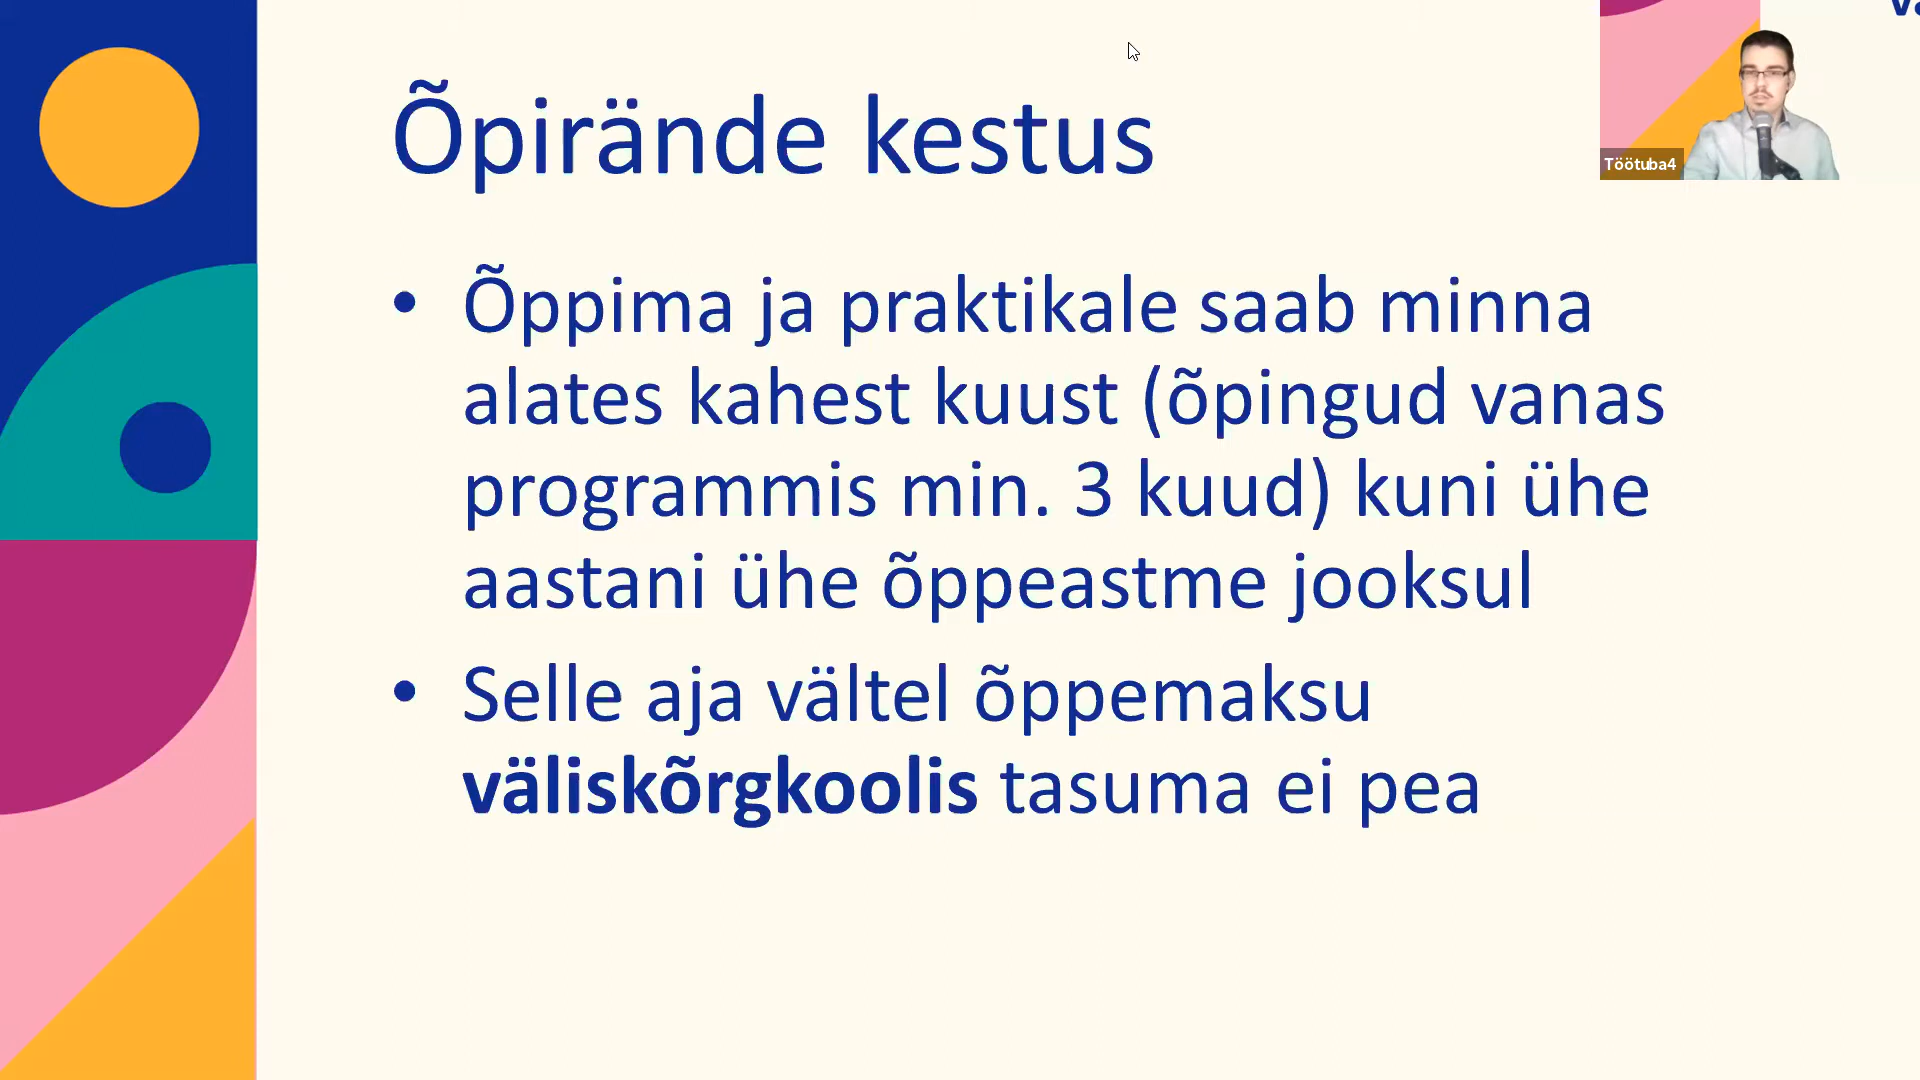 Õpirände kestus
Töötuba4
• Õppima ja praktikale saab minna
alates kahest kuust (õpingud vanas
programmis min. 3 kuud) kuni ühe
aastani ühe õppeastme jooksul
• Selle aja vältel õppemaksu
väliskõrgkoolis tasuma ei pea